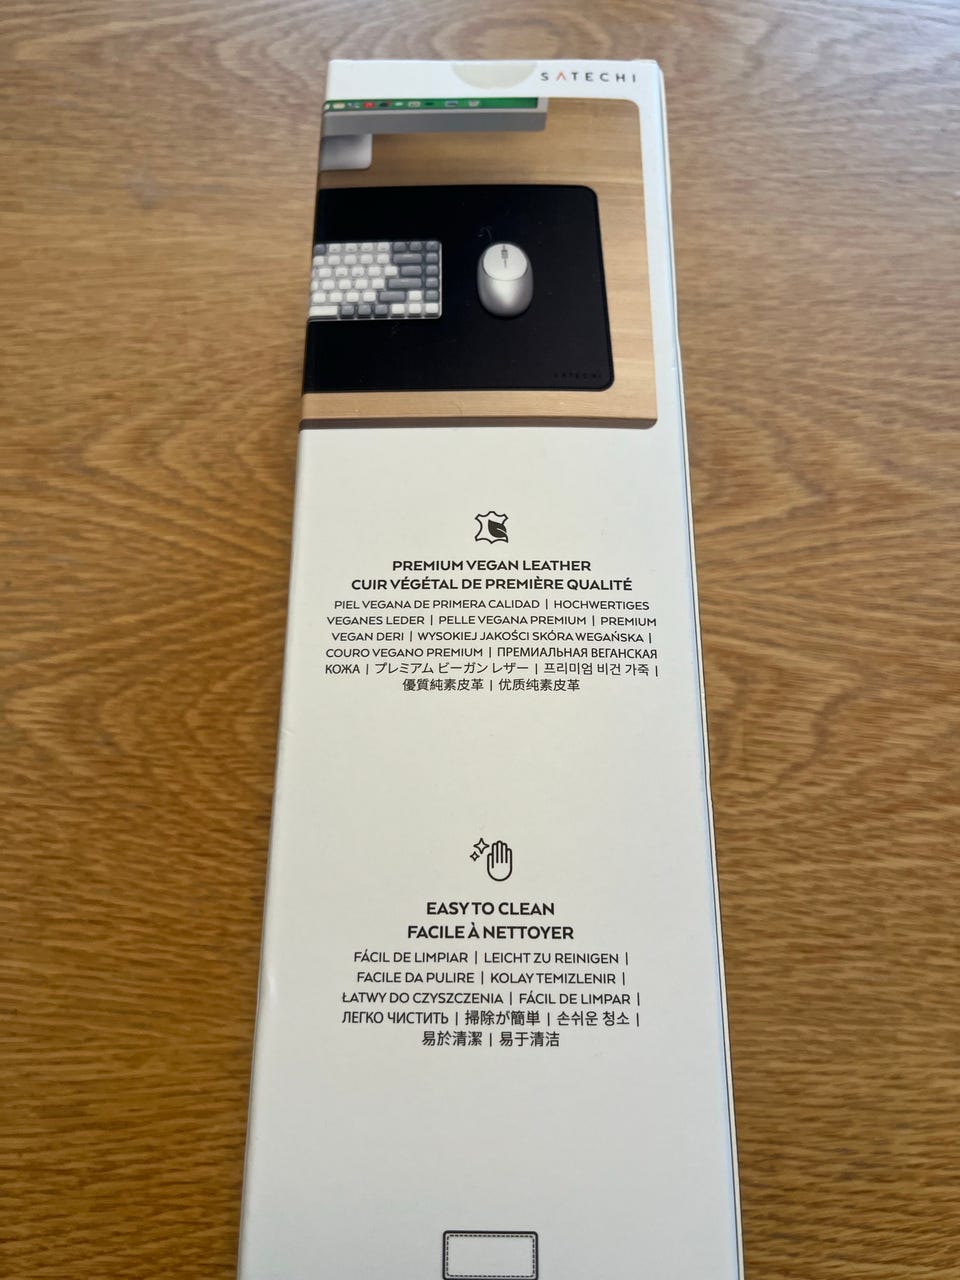 SATECHI
SATECHI
PREMIUM VEGAN LEATHER
CUIR VÉGÉTAL DE PREMIÈRE QUALITÉ
PIEL VEGANA DE PRIMERA CALIDAD | HOCHWERTIGES
VEGANES LEDER | PELLE VEGANA PREMIUM | PREMIUM
VEGAN DERI | WYSOKIEJ JAKOŚCI SKÓRA WEGAŃSKA |
COURO VEGANO PREMIUM | ПРЕМИАЛЬНАЯ ВЕГАНСКАЯ
КОЖА | プレミアム ビーガン レザー | 프리미엄 비건 가죽 |
優質純素皮革 | 优质纯素皮革
EASY TO CLEAN
FACILE À NETTOYER
FÁCIL DE LIMPIAR | LEICHT ZU REINIGEN |
FACILE DA PULIRE | KOLAY TEMIZLENIR |
ŁATWY DO CZYSZCZENIA | FÁCIL DE LIMPAR |
ЛЕГКО ЧИСТИТЬ | 掃除が簡単 | 손쉬운 청소 |
易於清潔 | 易于清洁